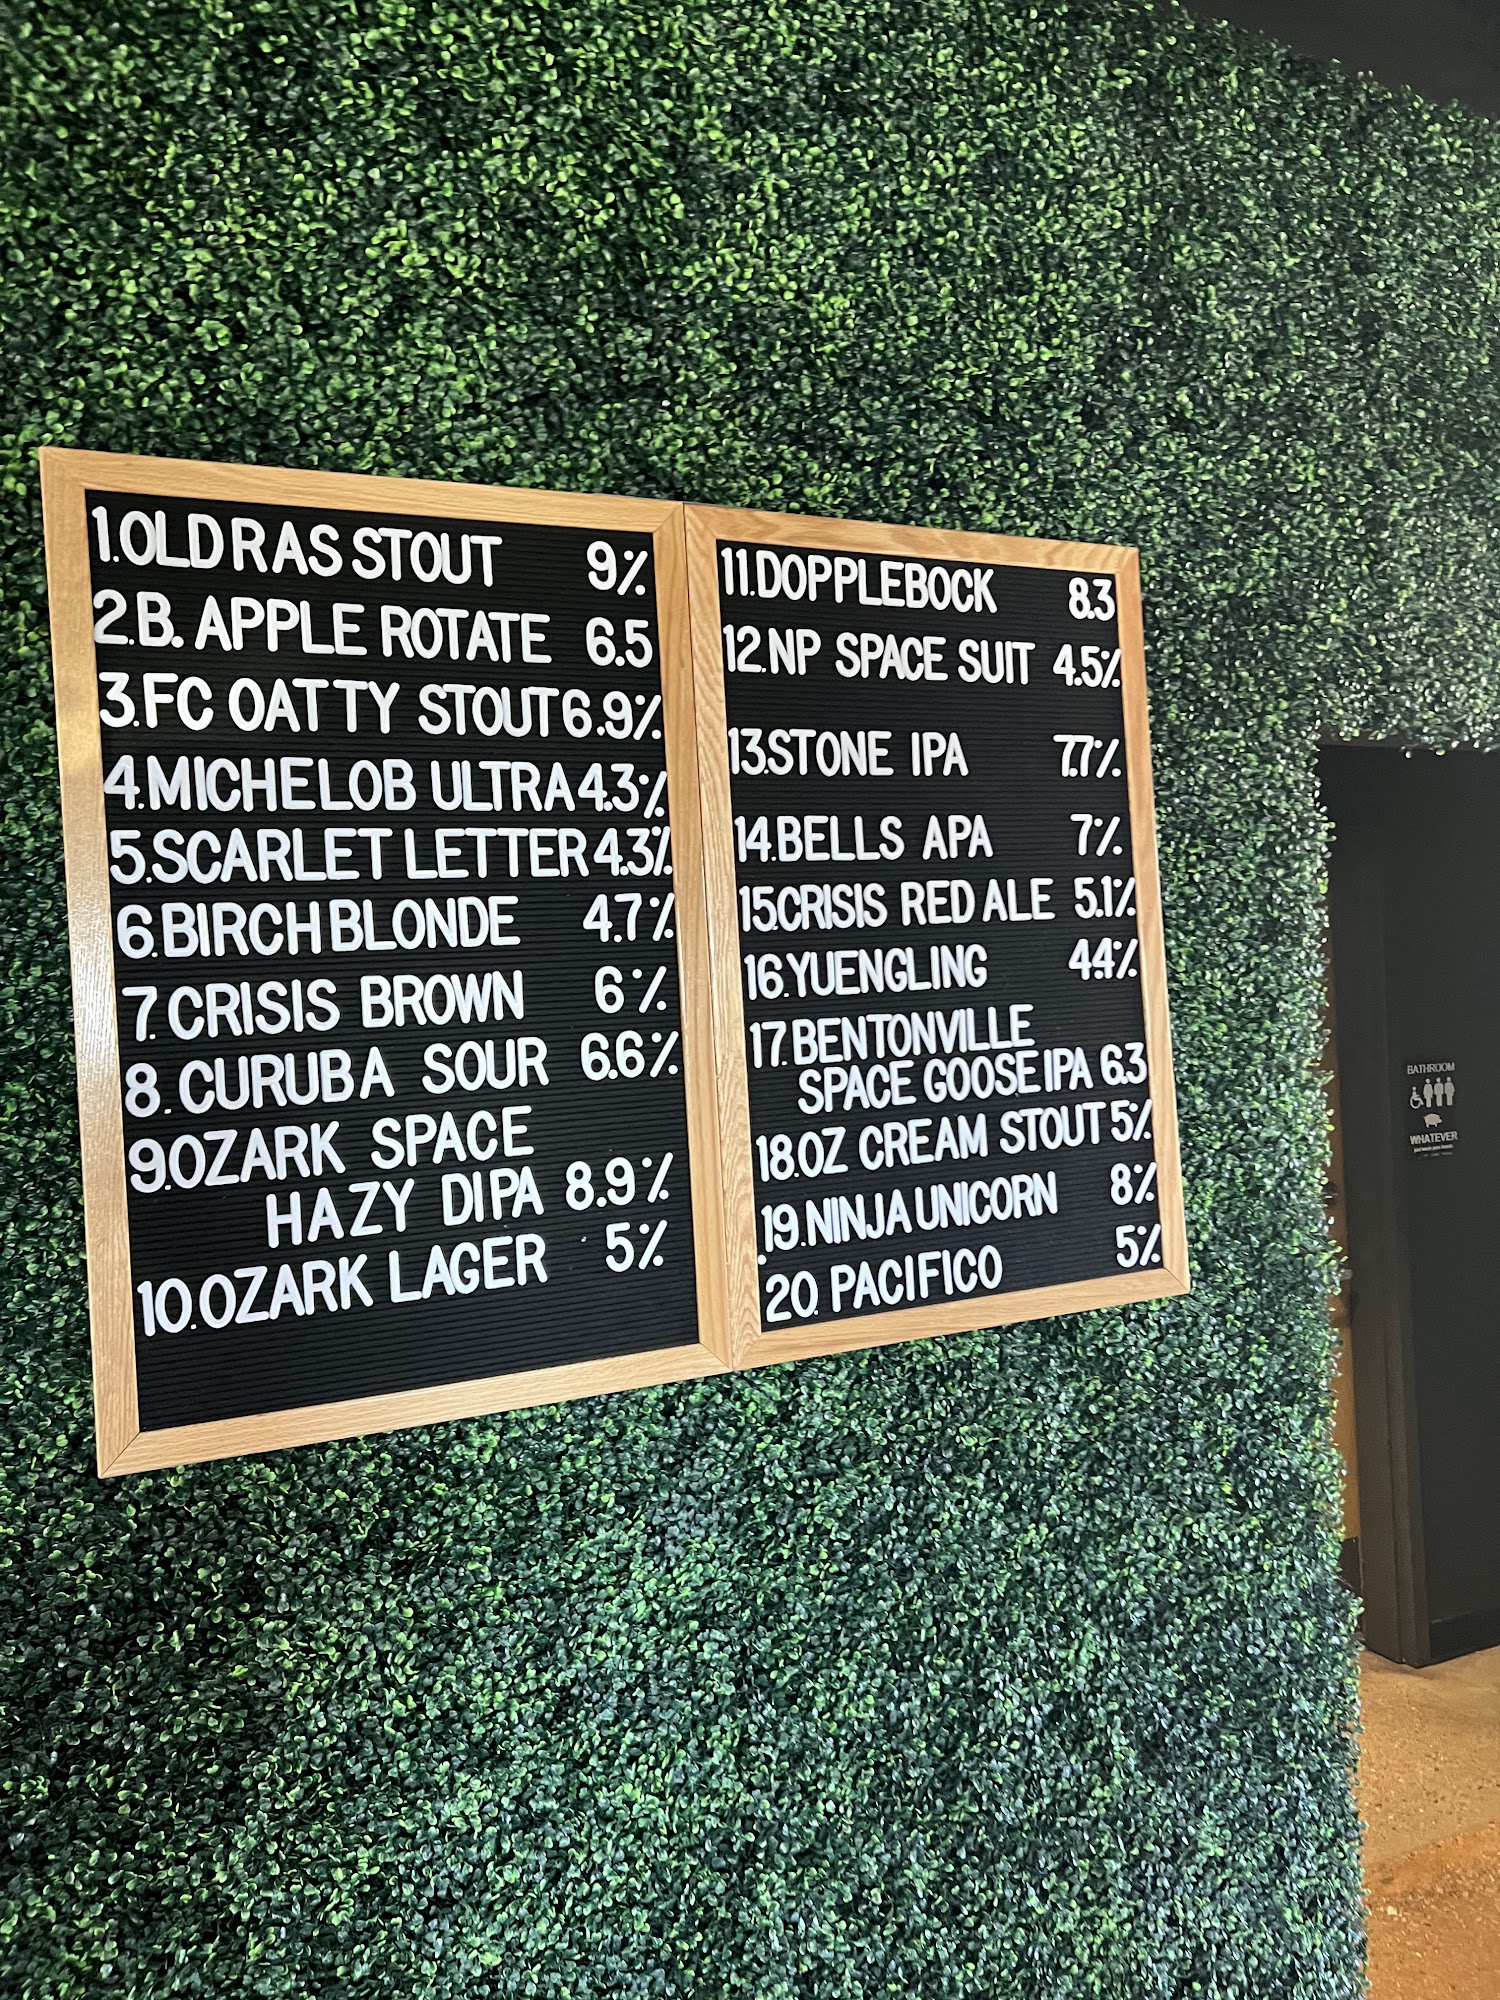 1.OLD RAS STOUT 9%
2.B. APPLE ROTATE 6.5
3.FC OATTY STOUT 6.9%
4.MICHELOB ULTRA 4.3%
5.SCARLET LETTER 4.3%
6.BIRCH BLONDE 4.7%
7.CRISIS BROWN 6%
8.CURUBA SOUR 6.6%
9.OZARK SPACE
HAZY DIPA 8.9%
10.OZARK LAGER 5%
11.DOPPLEBOCK 8.3
12.NP SPACE SUIT 4.5%
13.STONE IPA 7.7%
14.BELLS APA 7%
15.CRISIS RED ALE 5.1%
16.YUENGLING 4.4%
17.BENTONVILLE
SPACE GOOSE IPA 6.3
18.OZ CREAM STOUT 5%
19.NINJA UNICORN 8%
20.PACIFICO 5%
BATHROOM
WHATEVER